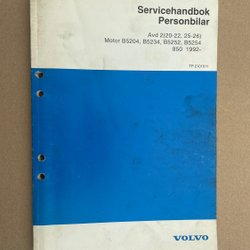 Servicehandbok
Personbilar
Avd 2(20-22, 25-26)
Motor B5204, B5234, B5252, B5254
850 1992-
VOLVO